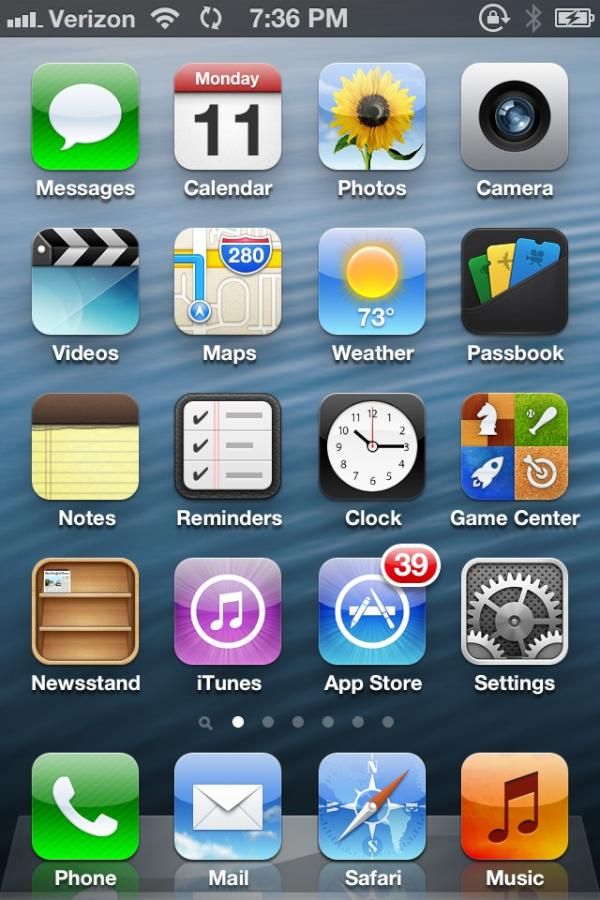 Verizon 7:36 PM
Monday
11
Messages Calendar Photos Camera
280
73°
Videos Maps Weather Passbook
12
11 1
10 2
9 3
8 4
7 6 5
Notes Reminders Clock Game Center
39
Newsstand iTunes App Store Settings
Phone Mail Safari Music